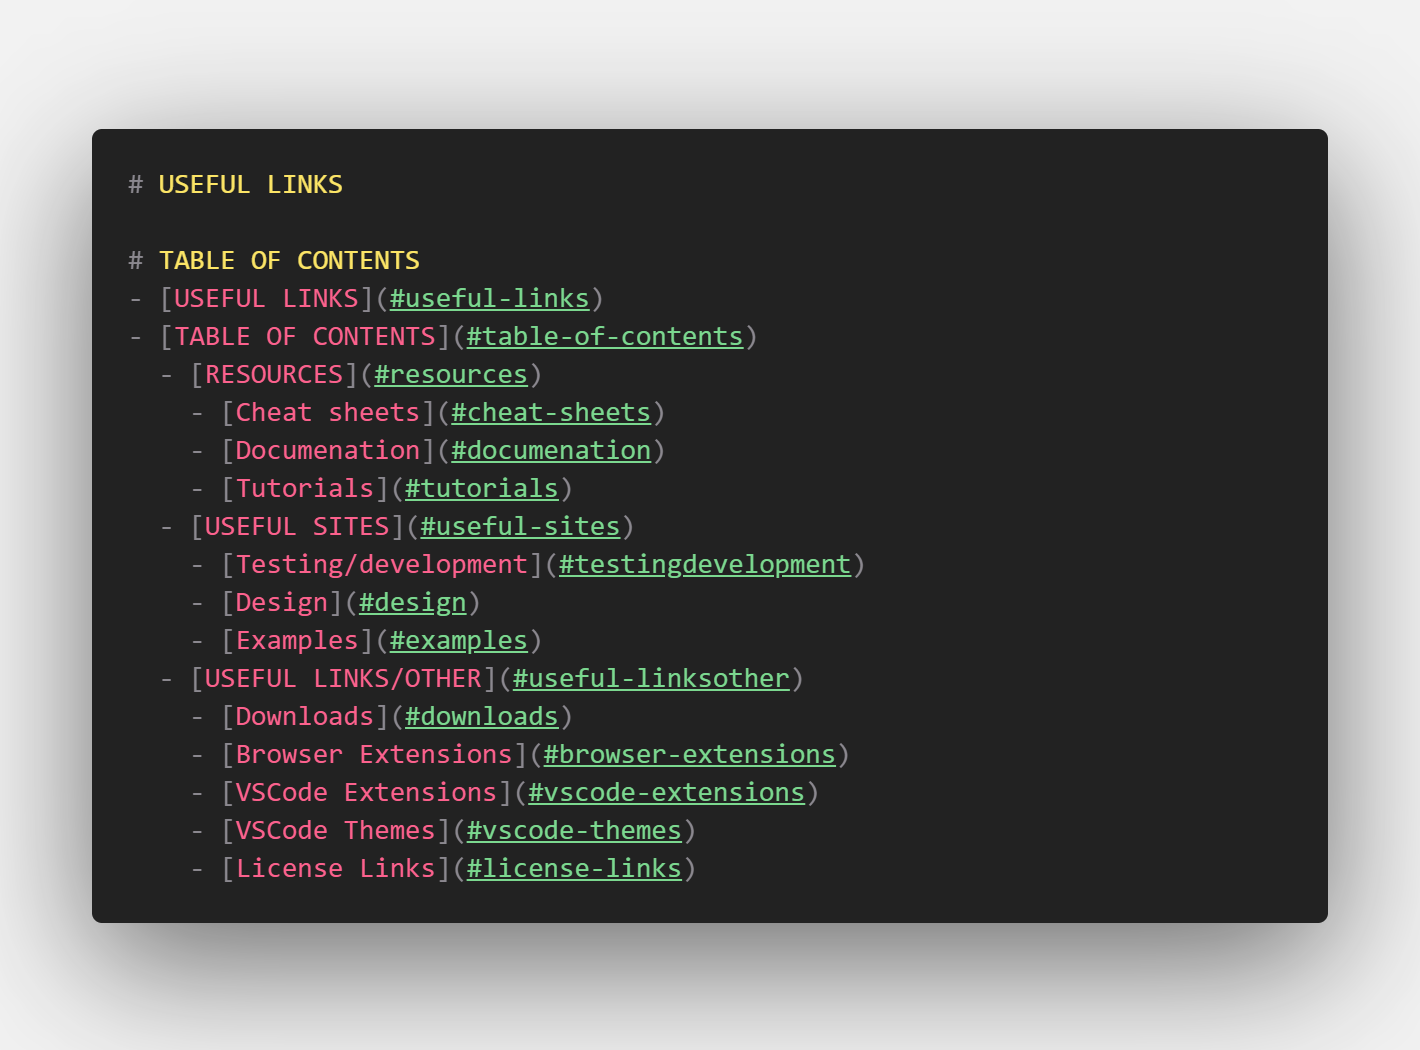 # USEFUL LINKS

# TABLE OF CONTENTS
- [USEFUL LINKS](#useful-links)
- [TABLE OF CONTENTS](#table-of-contents)
  - [RESOURCES](#resources)
    - [Cheat sheets](#cheat-sheets)
    - [Documenation](#documenation)
    - [Tutorials](#tutorials)
  - [USEFUL SITES](#useful-sites)
    - [Testing/development](#testingdevelopment)
    - [Design](#design)
    - [Examples](#examples)
  - [USEFUL LINKS/OTHER](#useful-linksother)
    - [Downloads](#downloads)
    - [Browser Extensions](#browser-extensions)
    - [VSCode Extensions](#vscode-extensions)
    - [VSCode Themes](#vscode-themes)
    - [License Links](#license-links)